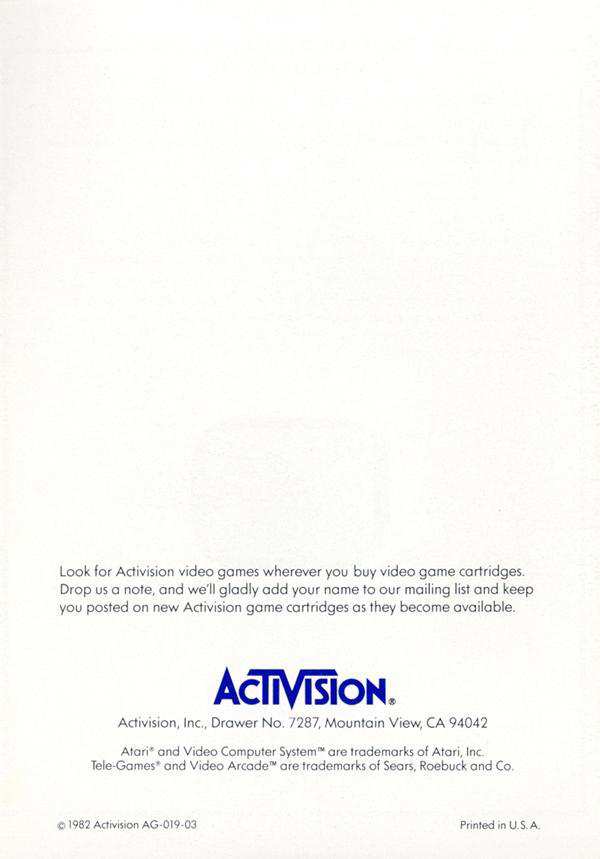 Look for Activision video games wherever you buy video game cartridges.
Drop us a note, and we'll gladly add your name to our mailing list and keep
you posted on new Activision game cartridges as they become available.
ACTIVISION®
Activision, Inc., Drawer No. 7287, Mountain View, CA 94042
Atari® and Video Computer System™ are trademarks of Atari, Inc.
Tele-Games® and Video Arcade™ are trademarks of Sears, Roebuck and Co.
© 1982 Activision AG-019-03
Printed in U.S.A.